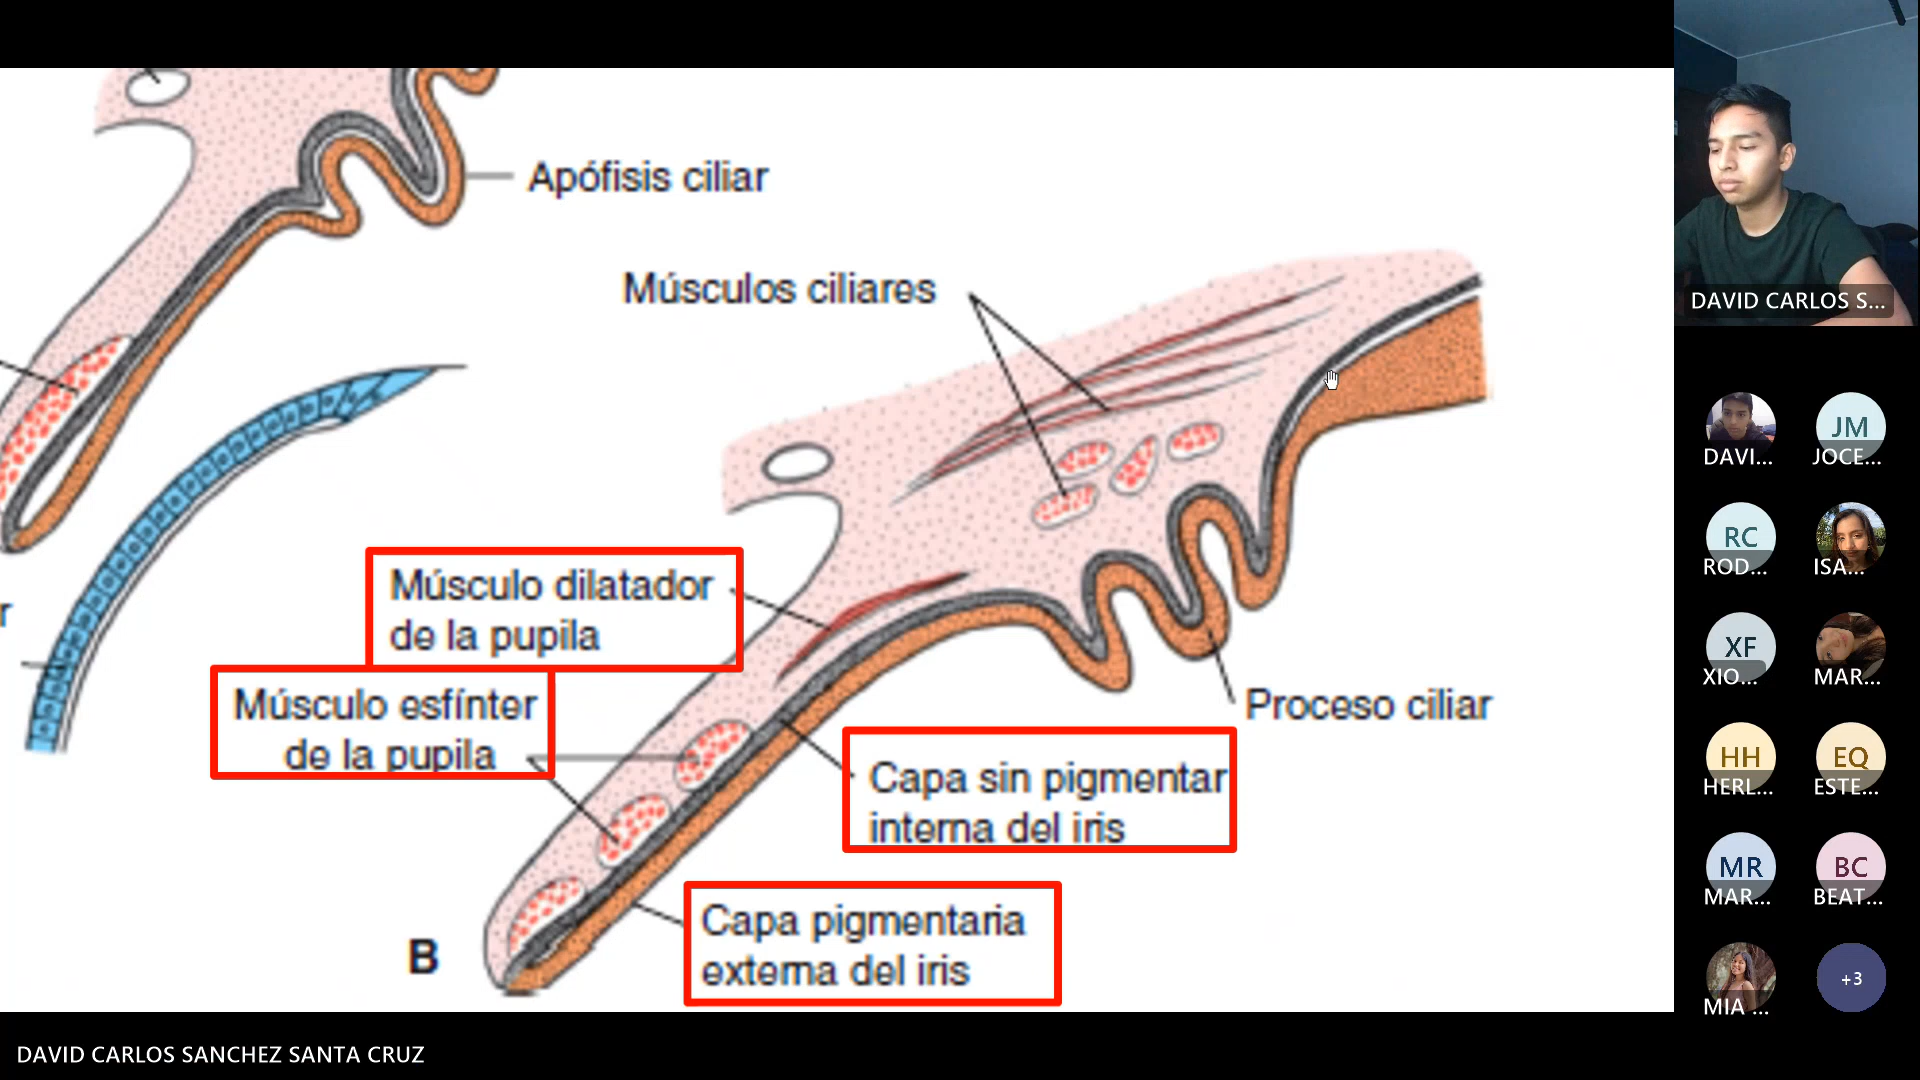 Apófisis ciliar
Músculos ciliares
Músculo dilatador
de la pupila
Músculo esfínter
de la pupila
Proceso ciliar
Capa sin pigmentar
interna del iris
Capa pigmentaria
externa del iris
B
r
DAVID CARLOS S...
DAVI...
JM
JOCE...
RC
ROD...
ISA...
XF
XIO...
MAR...
HH
HERL...
EQ
ESTE...
MR
MAR...
BC
BEAT...
MIA ...
+3
DAVID CARLOS SANCHEZ SANTA CRUZ